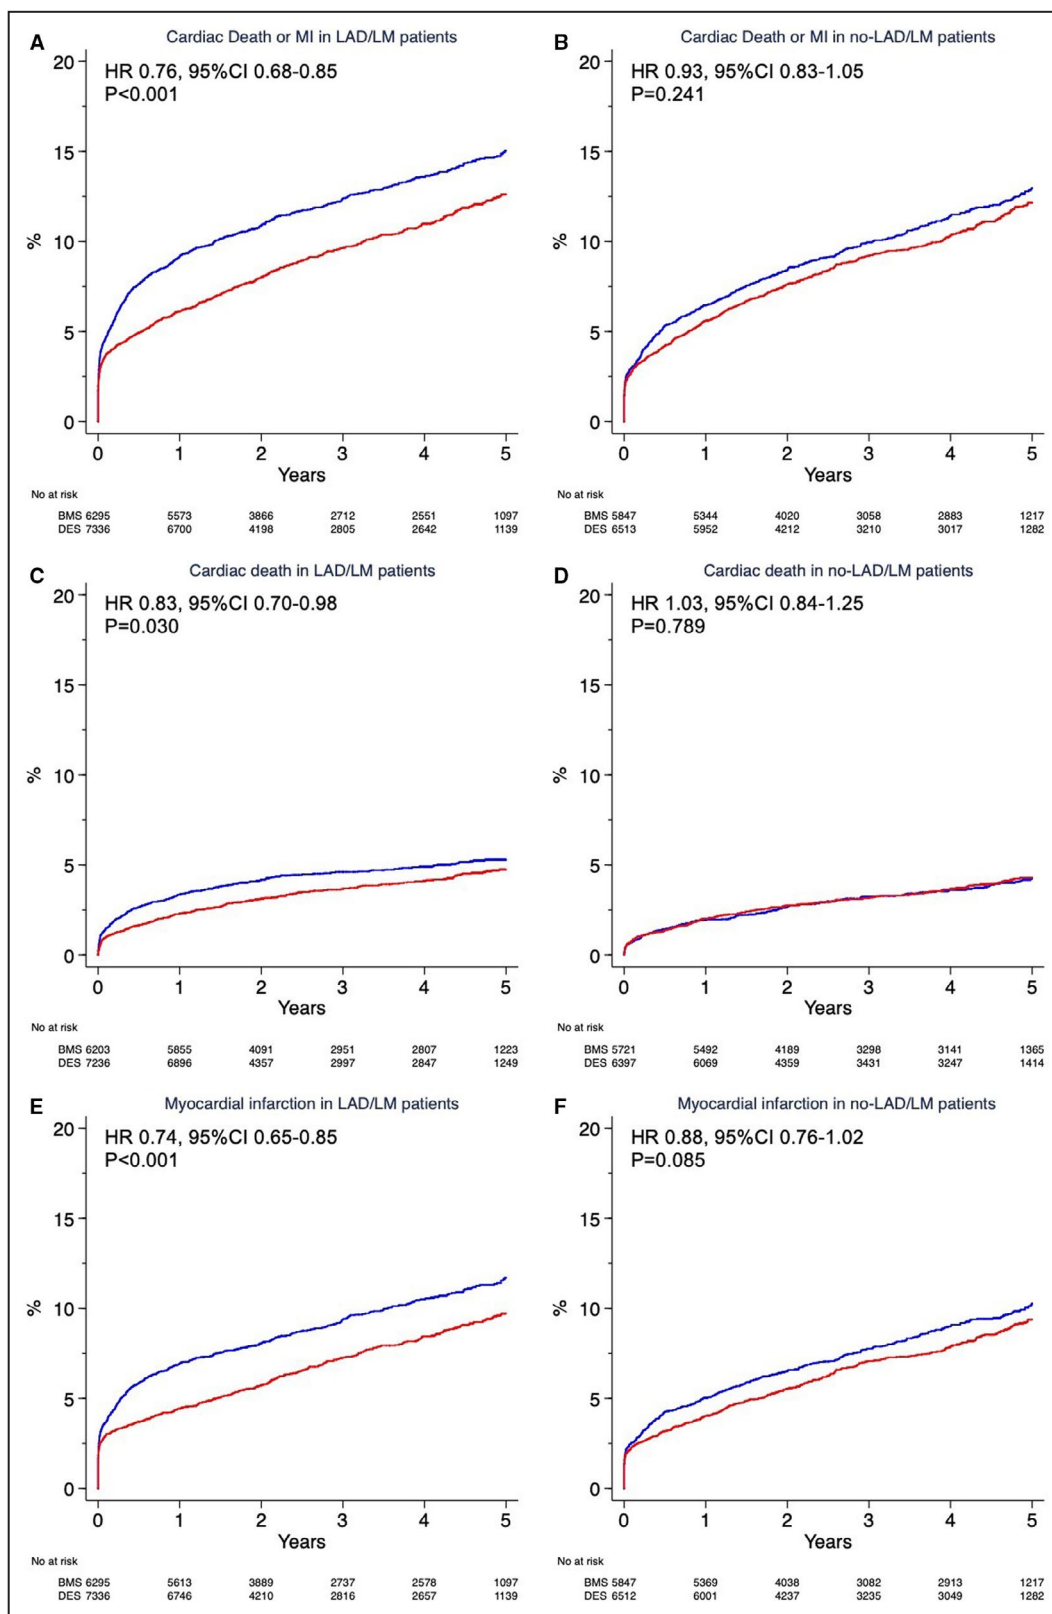 A Cardiac Death or MI in LAD/LM patients
HR 0.76, 95%CI 0.68-0.85
P<0.001
20
15
10
5
0
%
0 1 2 3 4 5
Years
No at risk
BMS 6295 5573 3866 2712 2551 1097
DES 7336 6700 4198 2805 2642 1139
B Cardiac Death or MI in no-LAD/LM patients
HR 0.93, 95%CI 0.83-1.05
P=0.241
20
15
10
5
0
%
0 1 2 3 4 5
Years
No at risk
BMS 5847 5344 4020 3058 2883 1217
DES 6513 5952 4212 3210 3017 1282
C Cardiac death in LAD/LM patients
HR 0.83, 95%CI 0.70-0.98
P=0.030
20
15
10
5
0
%
0 1 2 3 4 5
Years
No at risk
BMS 6203 5855 4091 2951 2807 1223
DES 7236 6896 4357 2997 2847 1249
D Cardiac death in no-LAD/LM patients
HR 1.03, 95%CI 0.84-1.25
P=0.789
20
15
10
5
0
%
0 1 2 3 4 5
Years
No at risk
BMS 5721 5492 4189 3298 3141 1365
DES 6397 6069 4359 3431 3247 1414
E Myocardial infarction in LAD/LM patients
HR 0.74, 95%CI 0.65-0.85
P<0.001
20
15
10
5
0
%
0 1 2 3 4 5
Years
No at risk
BMS 6295 5613 3889 2737 2578 1097
DES 7336 6746 4210 2816 2657 1139
F Myocardial infarction in no-LAD/LM patients
HR 0.88, 95%CI 0.76-1.02
P=0.085
20
15
10
5
0
%
0 1 2 3 4 5
Years
No at risk
BMS 5847 5369 4038 3082 2913 1217
DES 6512 6001 4237 3235 3049 1282